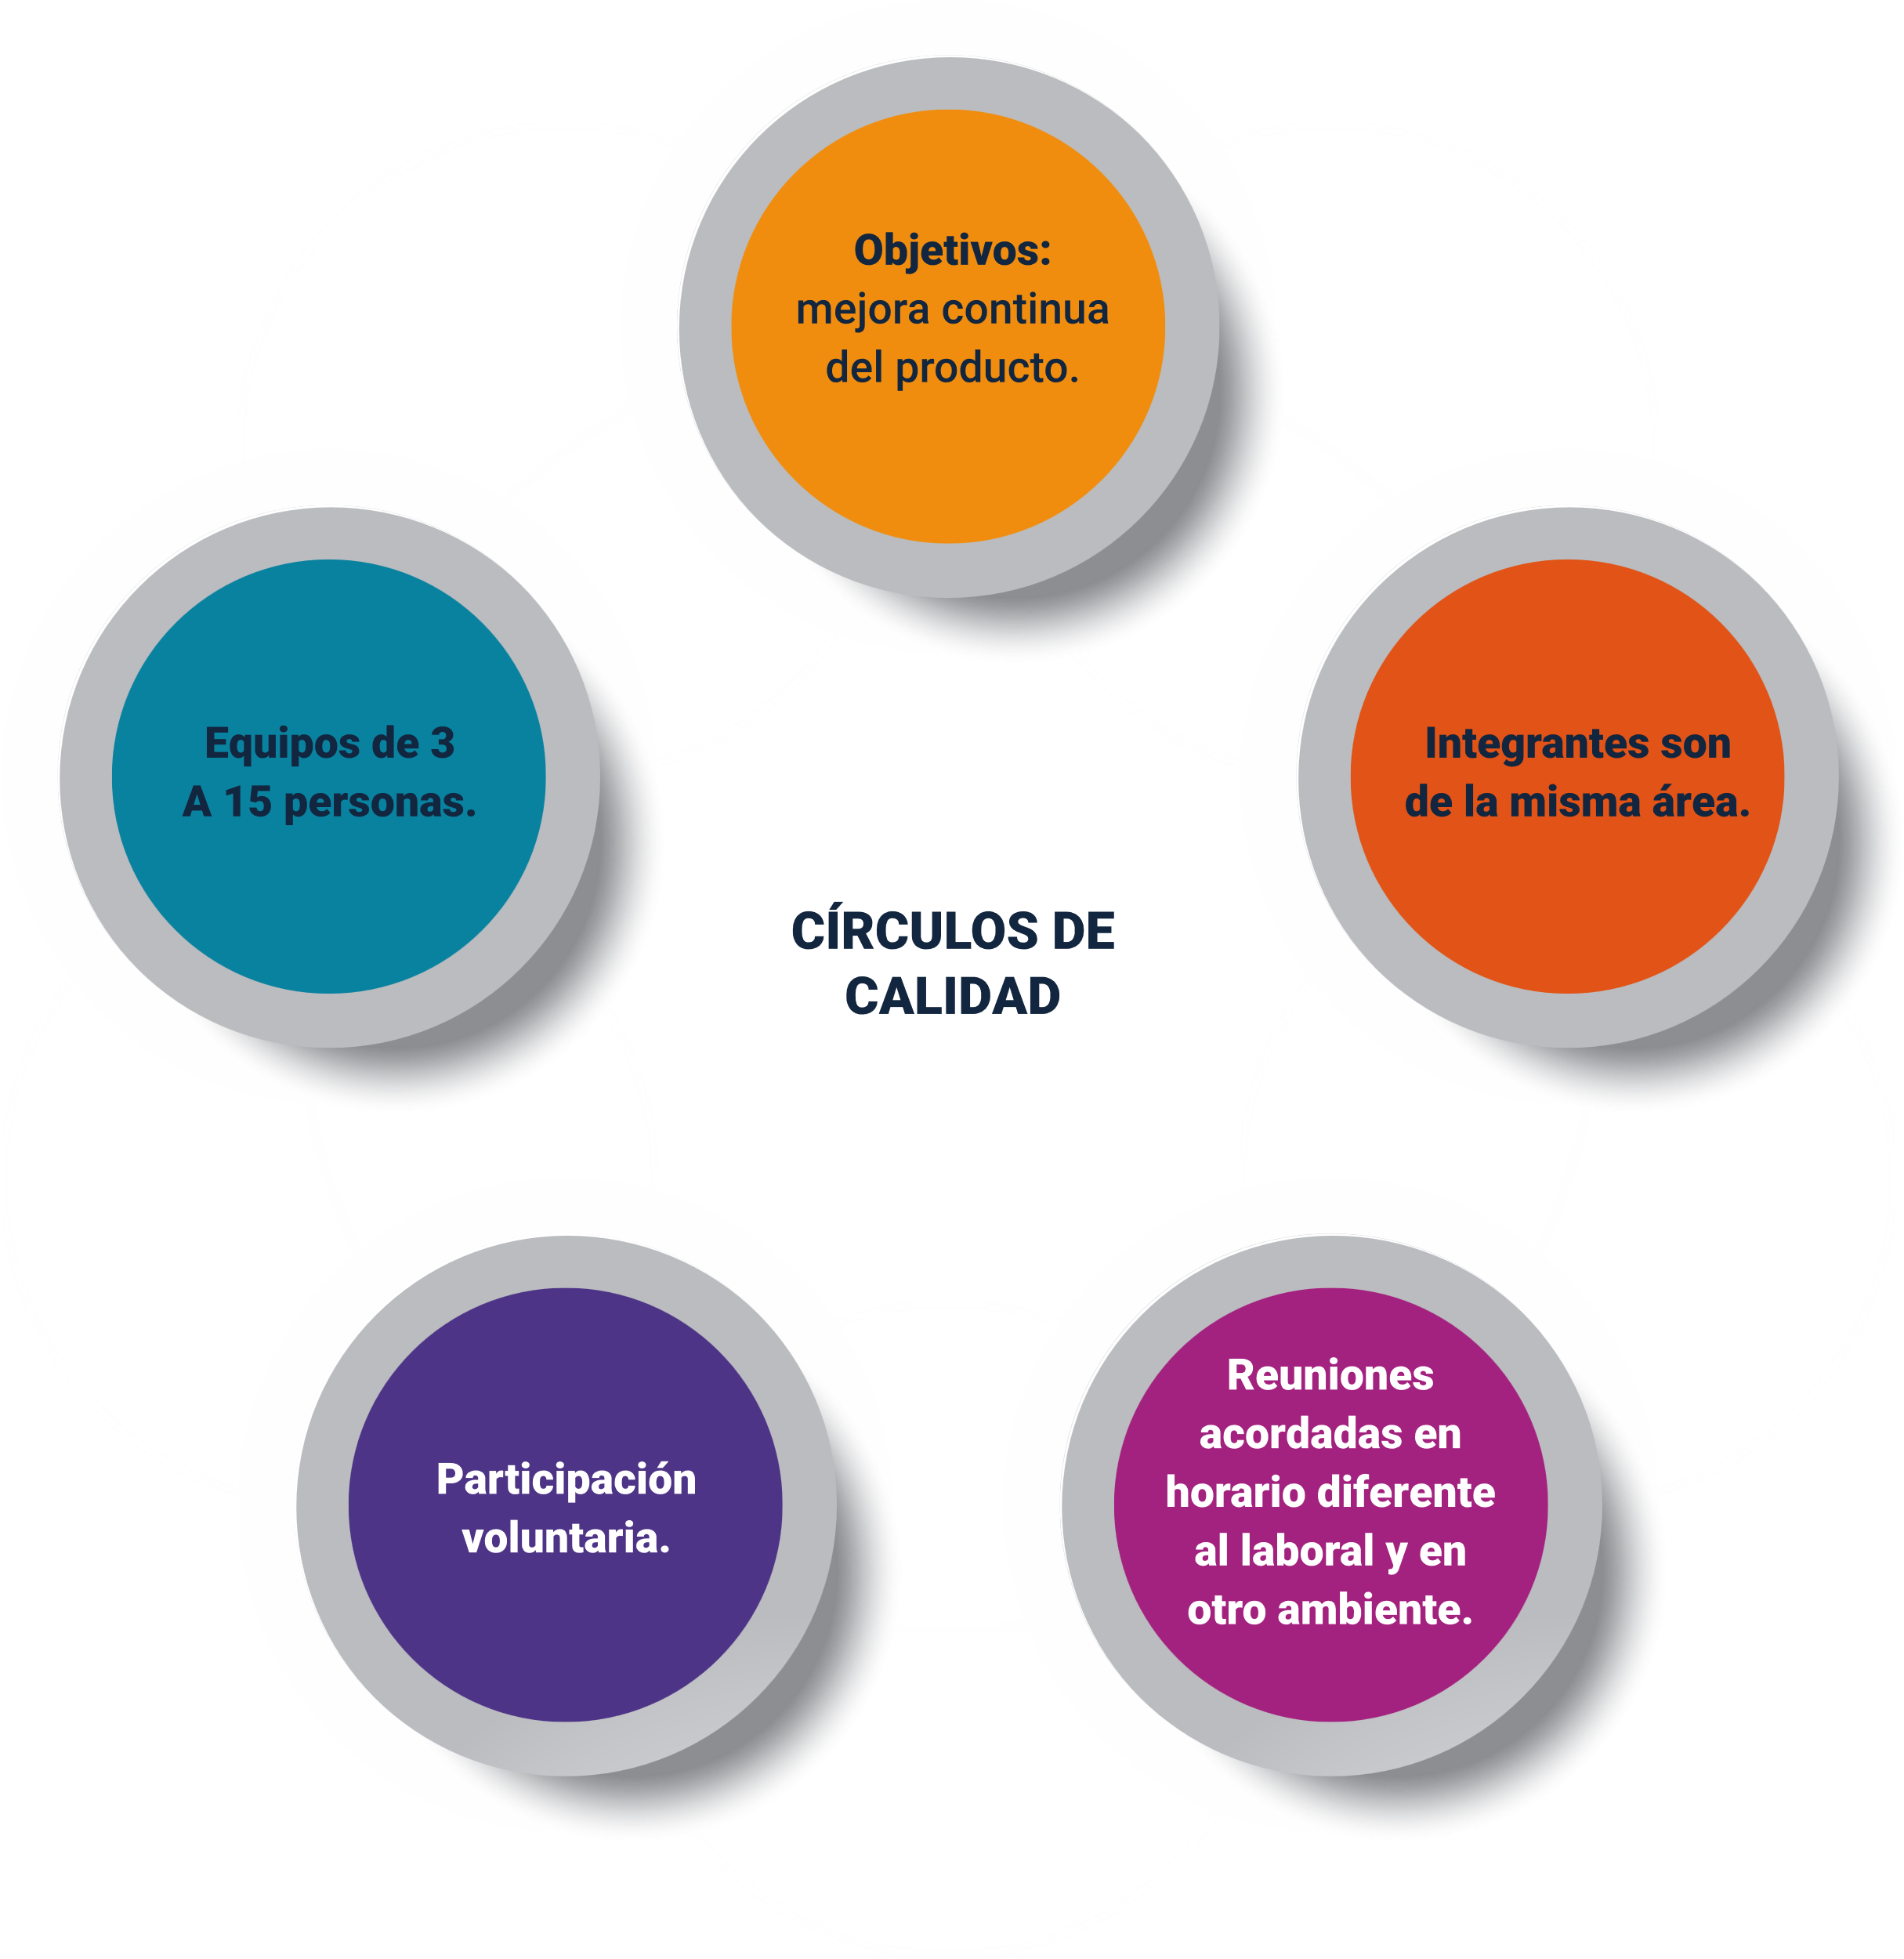 Objetivos:
mejora continua
del producto.
Equipos de 3
A 15 personas.
Integrantes son
de la misma área.
CÍRCULOS DE
CALIDAD
Participación
voluntaria.
Reuniones
acordadas en
horario diferente
al laboral y en
otro ambiente.